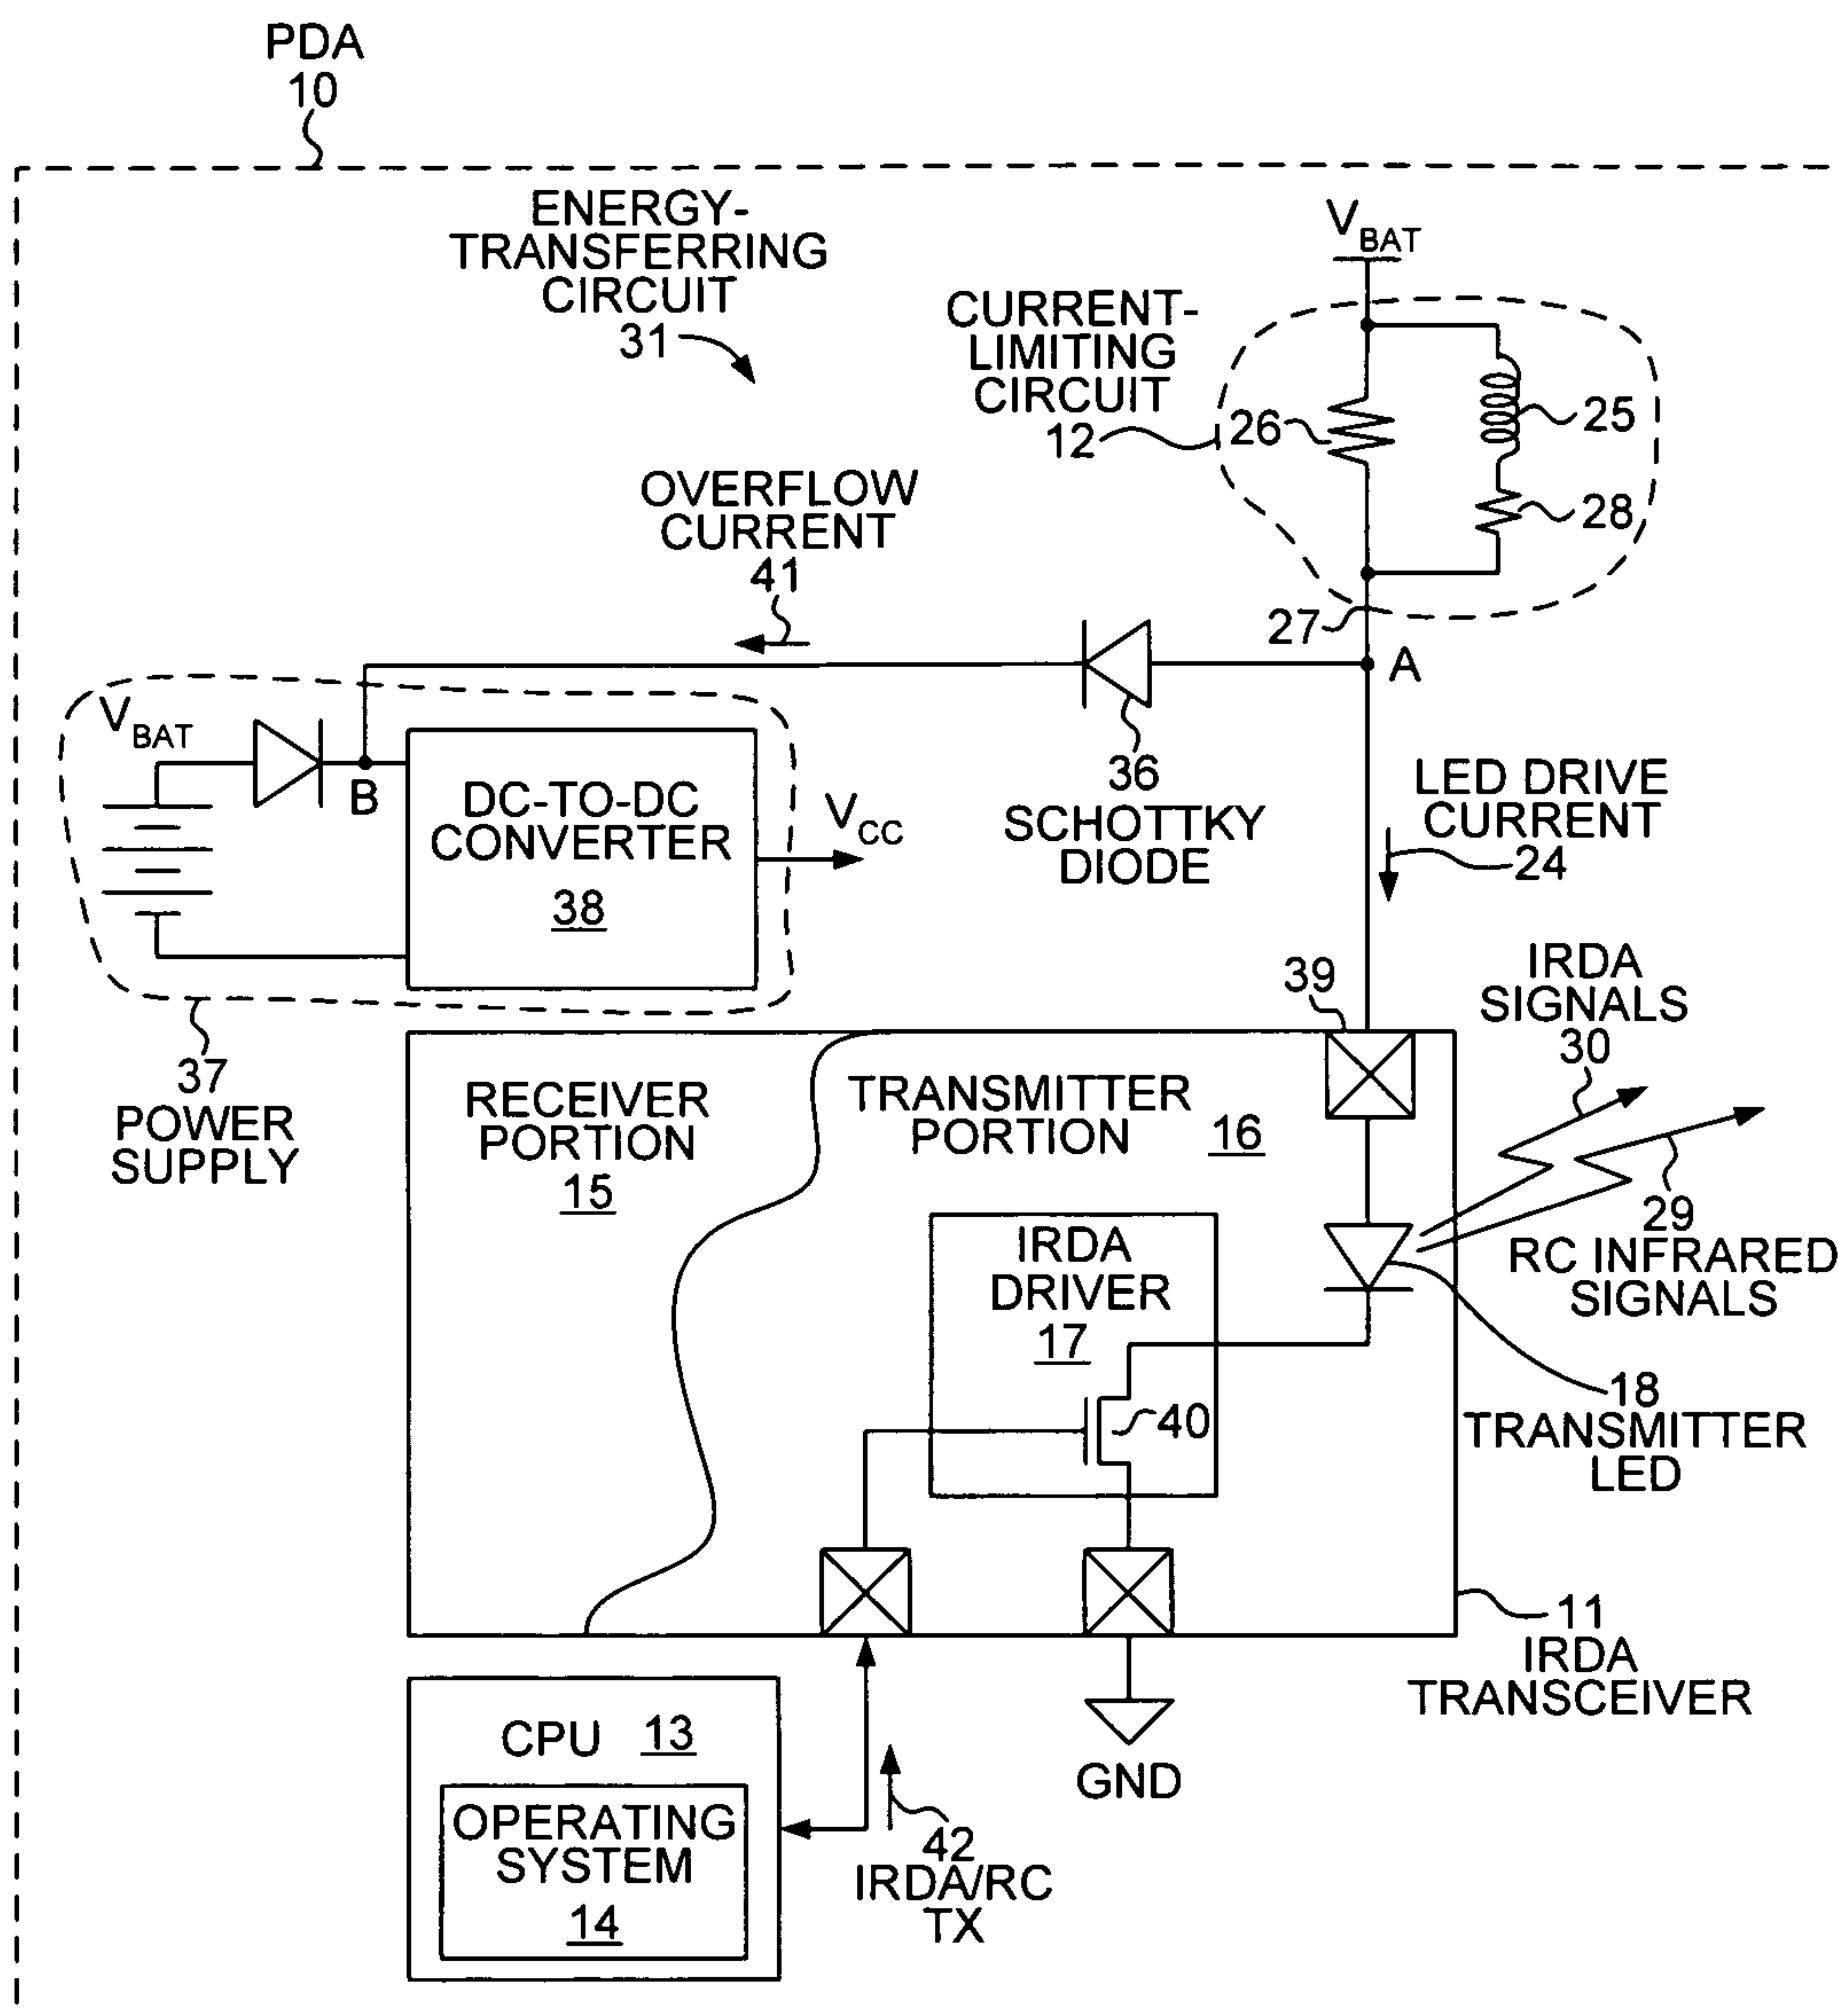 PDA
10
ENERGY-
TRANSFERRING
CIRCUIT
31
VBAT
CURRENT-
LIMITING
CIRCUIT
12
26
25
28
OVERFLOW
CURRENT
41
27
A
VBAT
B
DC-TO-DC
CONVERTER
38
VCC
36
SCHOTTKY
DIODE
LED DRIVE
CURRENT
24
37
POWER
SUPPLY
39
IRDA
SIGNALS
30
RECEIVER
PORTION
15
TRANSMITTER
PORTION
16
29
RC INFRARED
SIGNALS
IRDA
DRIVER
17
40
18
TRANSMITTER
LED
11
IRDA
TRANSCEIVER
CPU 13
OPERATING
SYSTEM
14
42
IRDA/RC
TX
GND